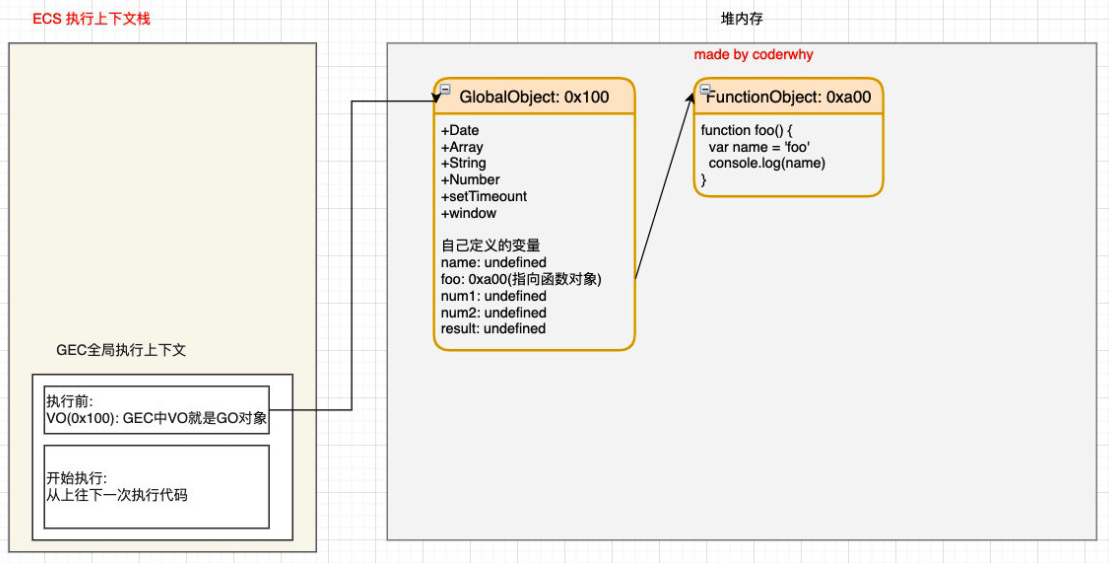 ECS 执行上下文栈
堆内存
made by coderwhy
GlobalObject: 0x100
+Date
+Array
+String
+Number
+setTimeount
+window
自己定义的变量
name: undefined
foo: 0xa00(指向函数对象)
num1: undefined
num2: undefined
result: undefined
FunctionObject: 0xa00
function foo() {
var name = 'foo'
console.log(name)
}
GEC全局执行上下文
执行前:
VO(0x100): GEC中VO就是GO对象
开始执行:
从上往下一次执行代码